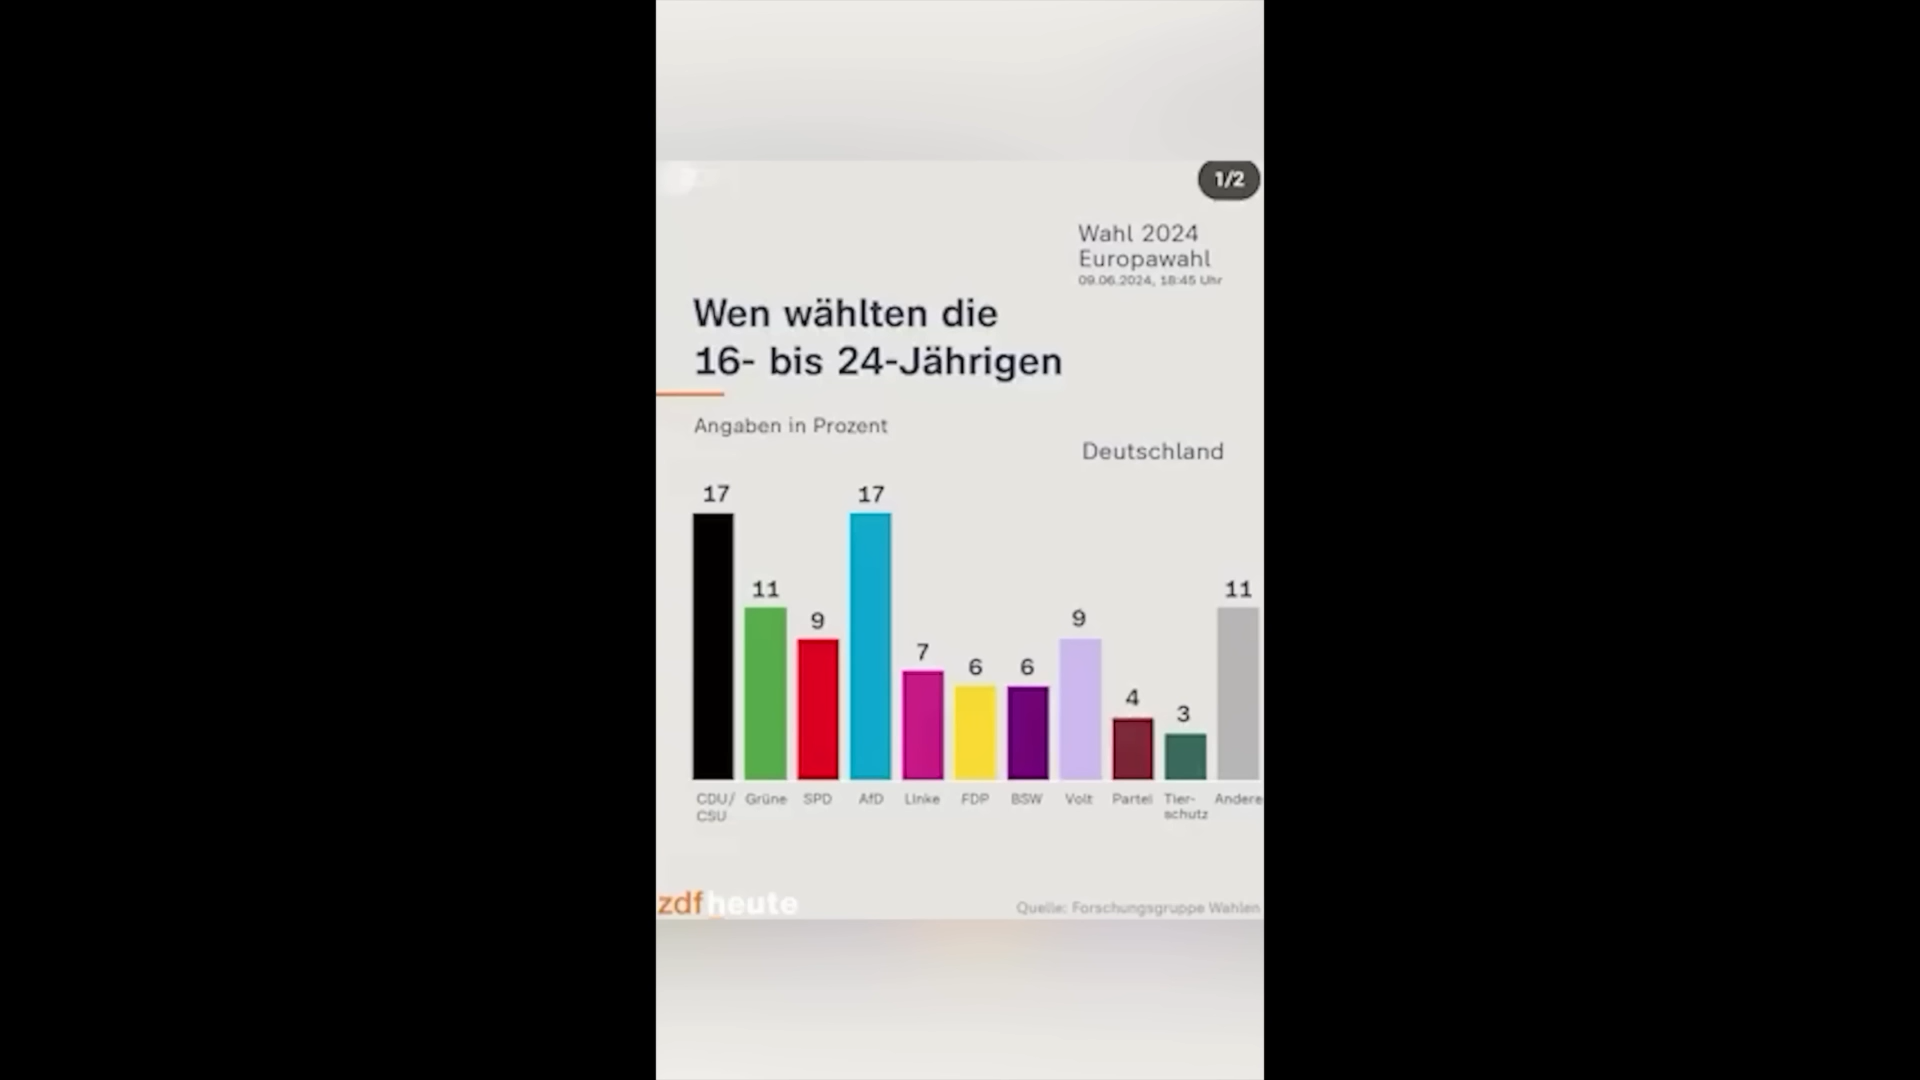 1/2
Wahl 2024
Europawahl
09.06.2024, 18:45 Uhr
Wen wählten die
16- bis 24-Jährigen
Angaben in Prozent
Deutschland
17
11
9
17
7
6
6
9
4
3
11
CDU/
CSU
Grüne
SPD
AfD
Linke
FDP
BSW
Volt
Partei
Tier-
schutz
Andere
zdfheute
Quelle: Forschungsgruppe Wahlen